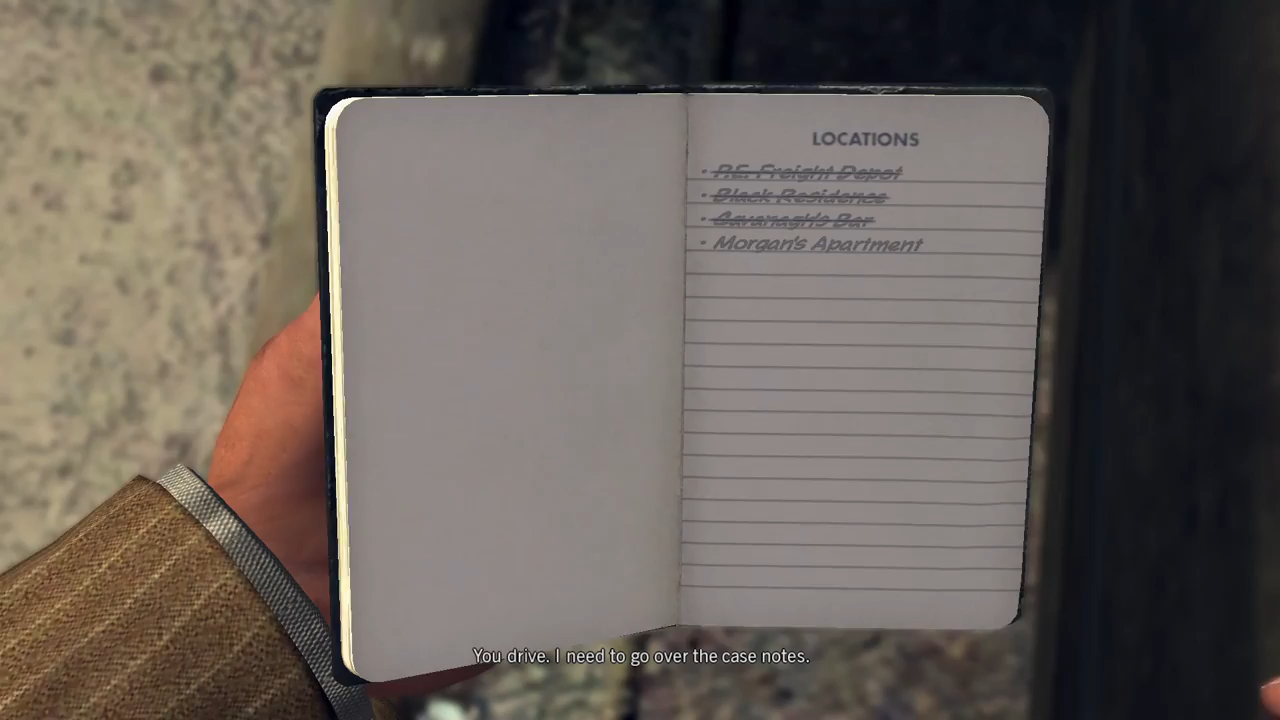 LOCATIONS
• P.E. Freight Depot
• Black Residence
• Cavanagh's Bar
• Morgan's Apartment
You drive. I need to go over the case notes.